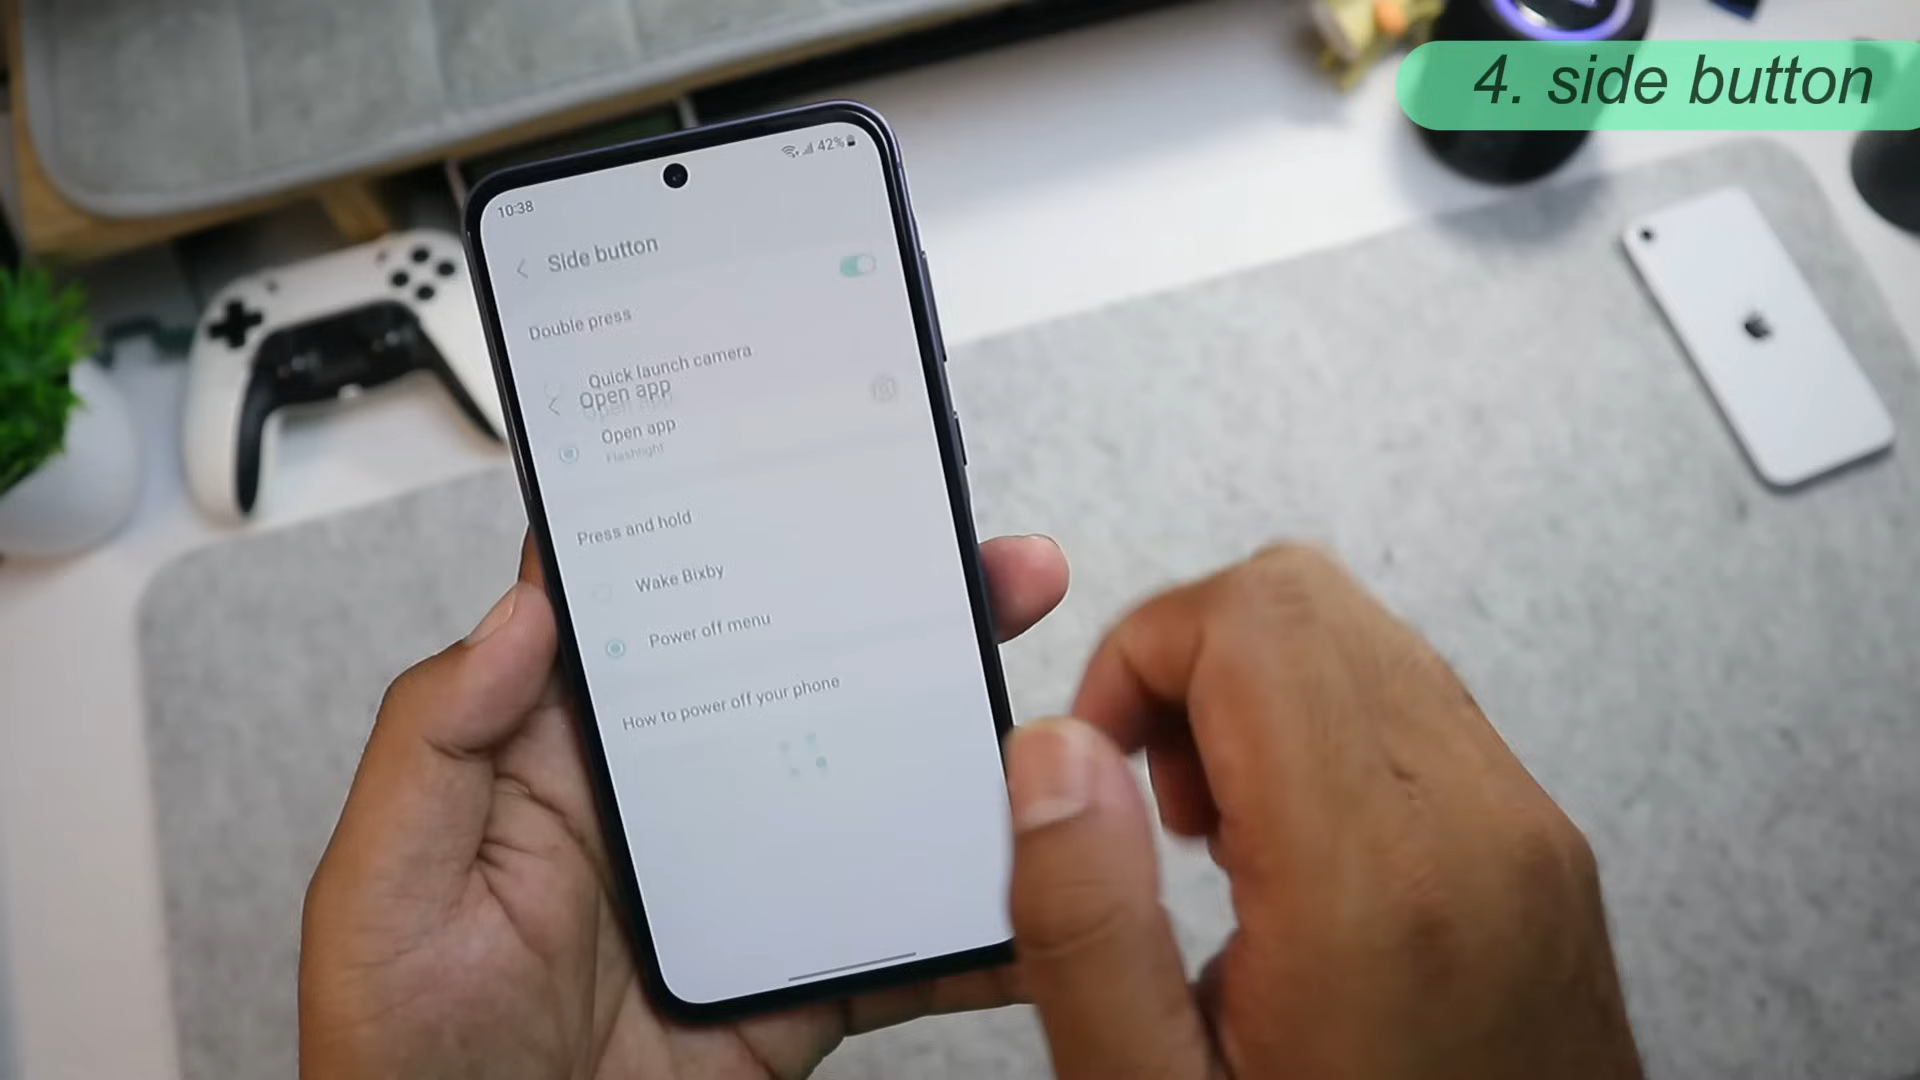 4. side button
10:38
42%
Side button
Double press
Quick launch camera
Open app
Open app
Flashlight
Press and hold
Wake Bixby
Power off menu
How to power off your phone